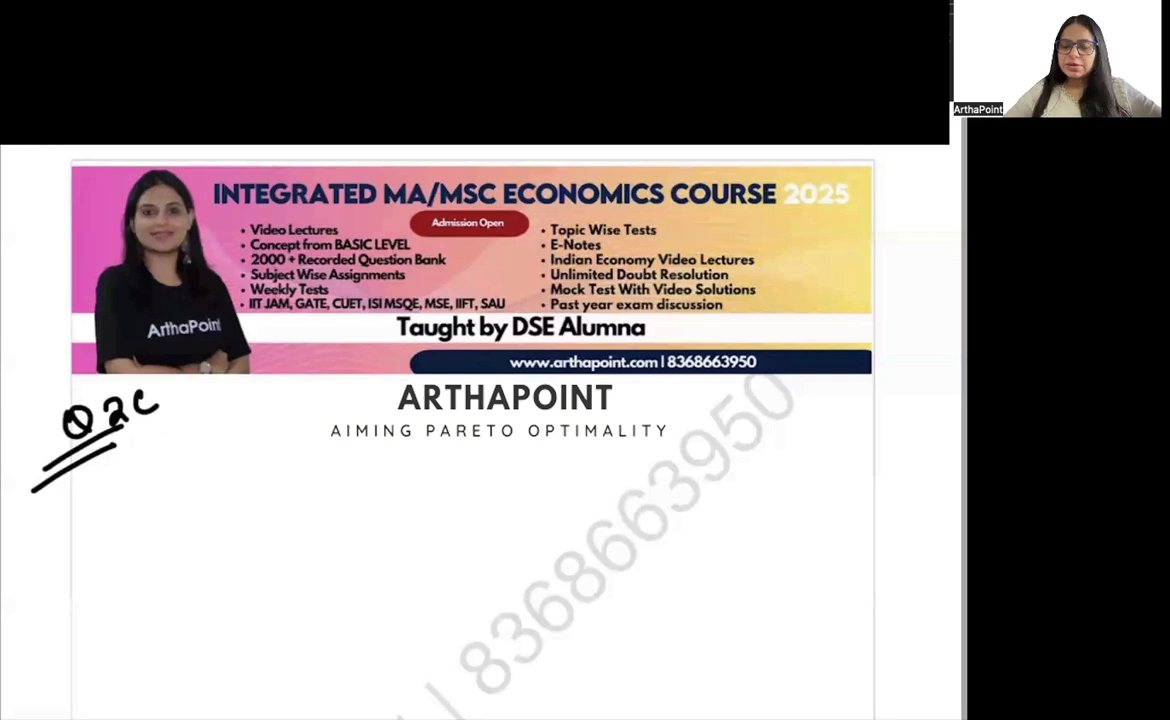 ArthaPoint
INTEGRATED MA/MSC ECONOMICS COURSE 2025
Admission Open
• Video Lectures
• Concept from BASIC LEVEL
• 2000 + Recorded Question Bank
• Subject Wise Assignments
• Weekly Tests
• IIT JAM, GATE, CUET, ISI MSQE, MSE, IIFT, SAU
• Topic Wise Tests
• E-Notes
• Indian Economy Video Lectures
• Unlimited Doubt Resolution
• Mock Test With Video Solutions
• Past year exam discussion
ArthaPoint
Taught by DSE Alumna
www.arthapoint.com | 8368663950
ARTHAPOINT
AIMING PARETO OPTIMALITY
Q 2 c
| 8368663950